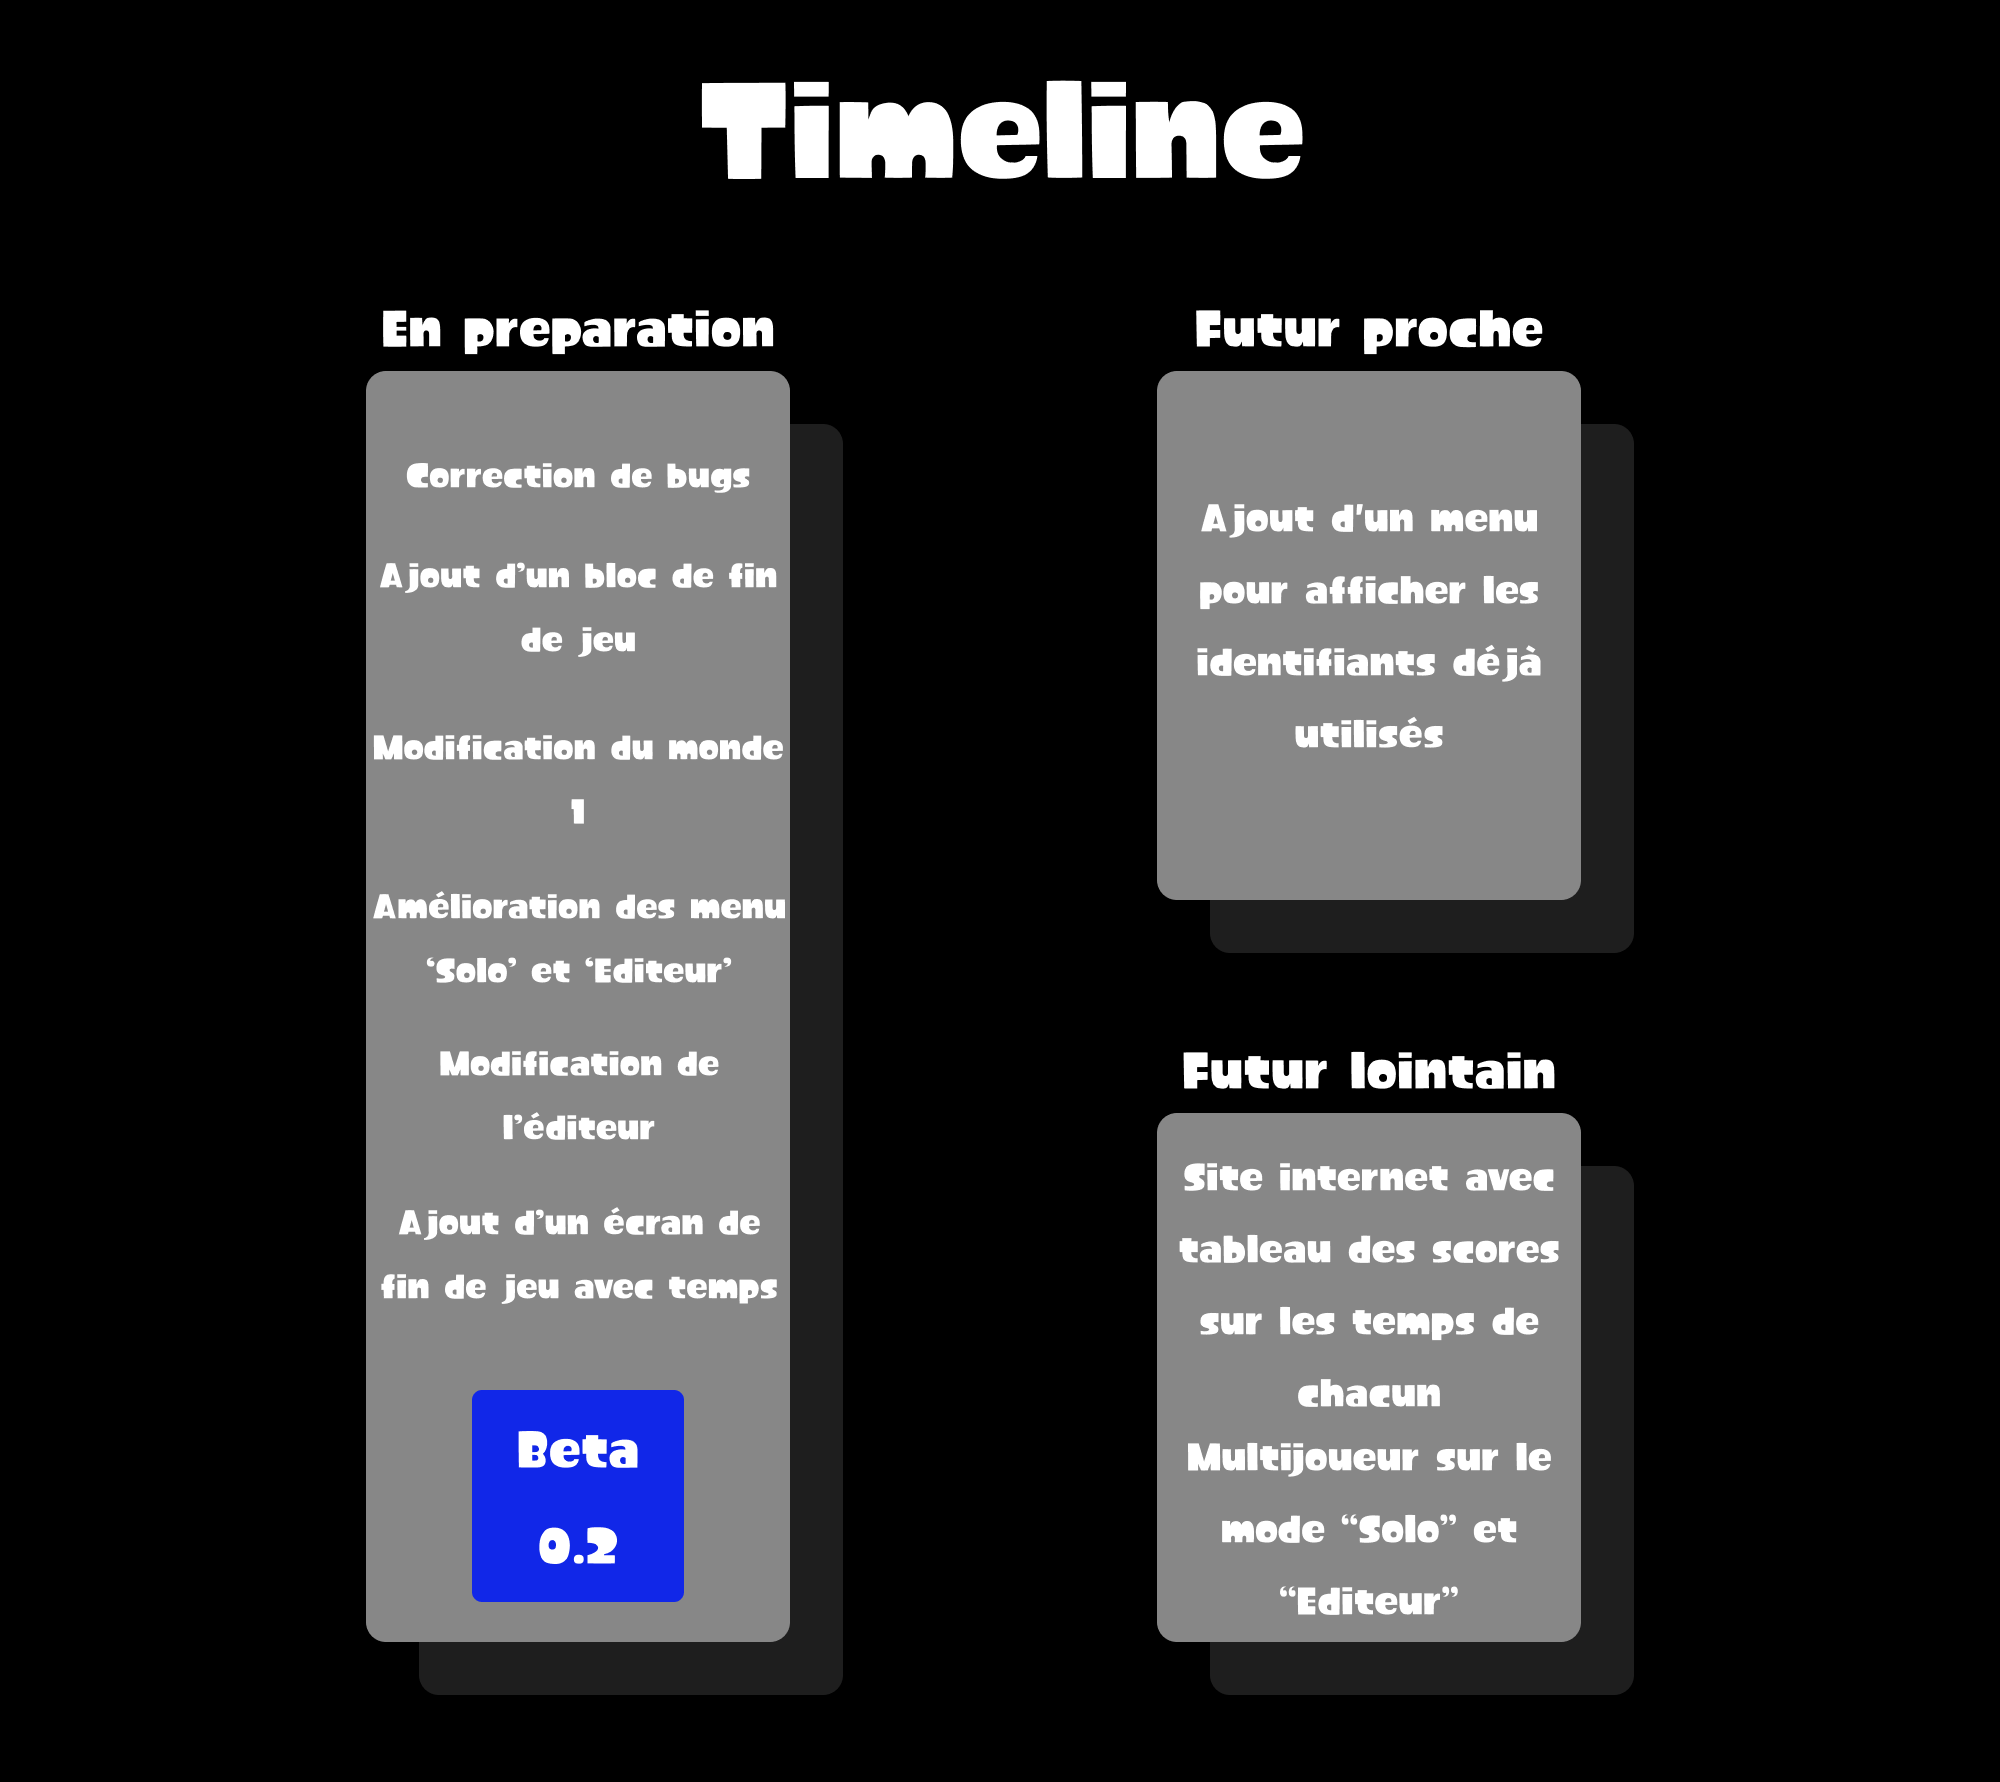 Timeline
En preparation
Correction de bugs
Ajout d’un bloc de fin
de jeu
Modification du monde
1
Amélioration des menu
‘Solo’ et ‘Editeur’
Modification de
l’éditeur
Ajout d’un écran de
fin de jeu avec temps
Beta
0.2
Futur proche
Ajout d'un menu
pour afficher les
identifiants déjà
utilisés
Futur lointain
Site internet avec
tableau des scores
sur les temps de
chacun
Multijoueur sur le
mode “Solo” et
“Editeur”